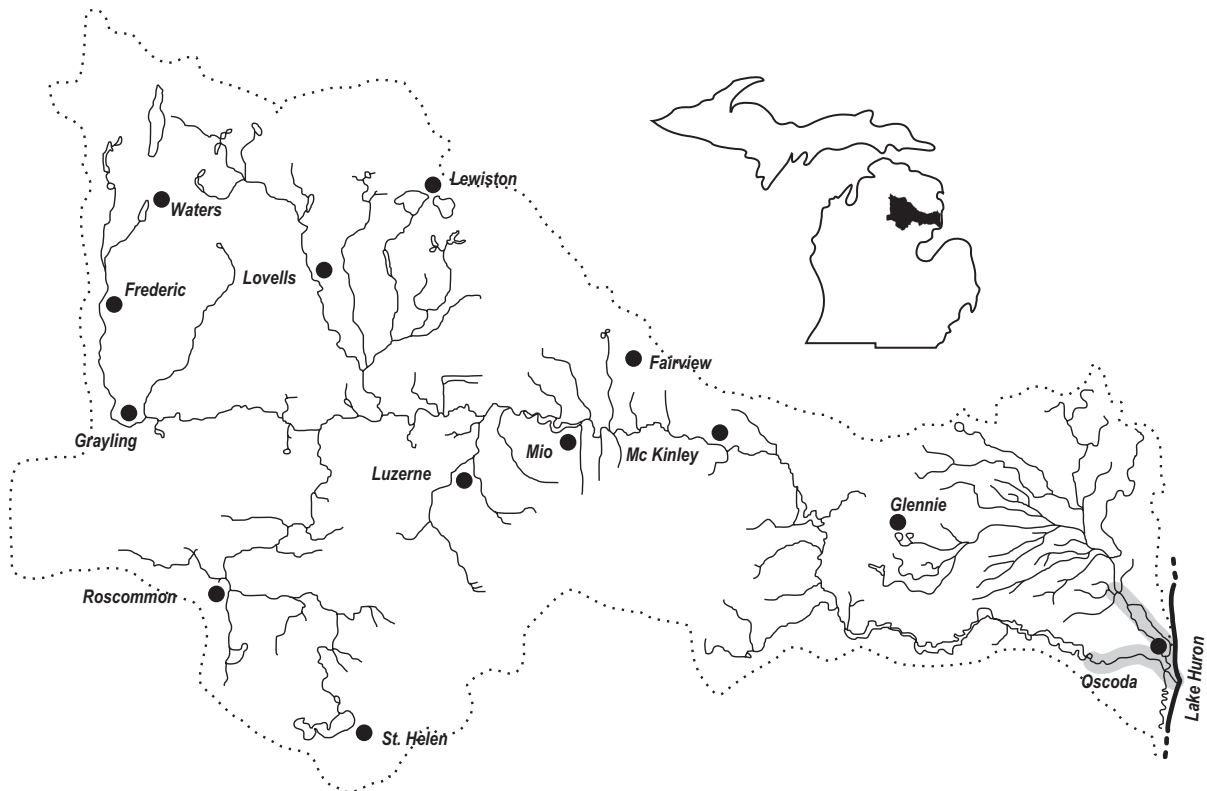 Lewiston
Waters
Lovells
Frederic
Fairview
Grayling
Mio
Mc Kinley
Luzerne
Glennie
Roscommon
Oscoda
Lake Huron
St. Helen